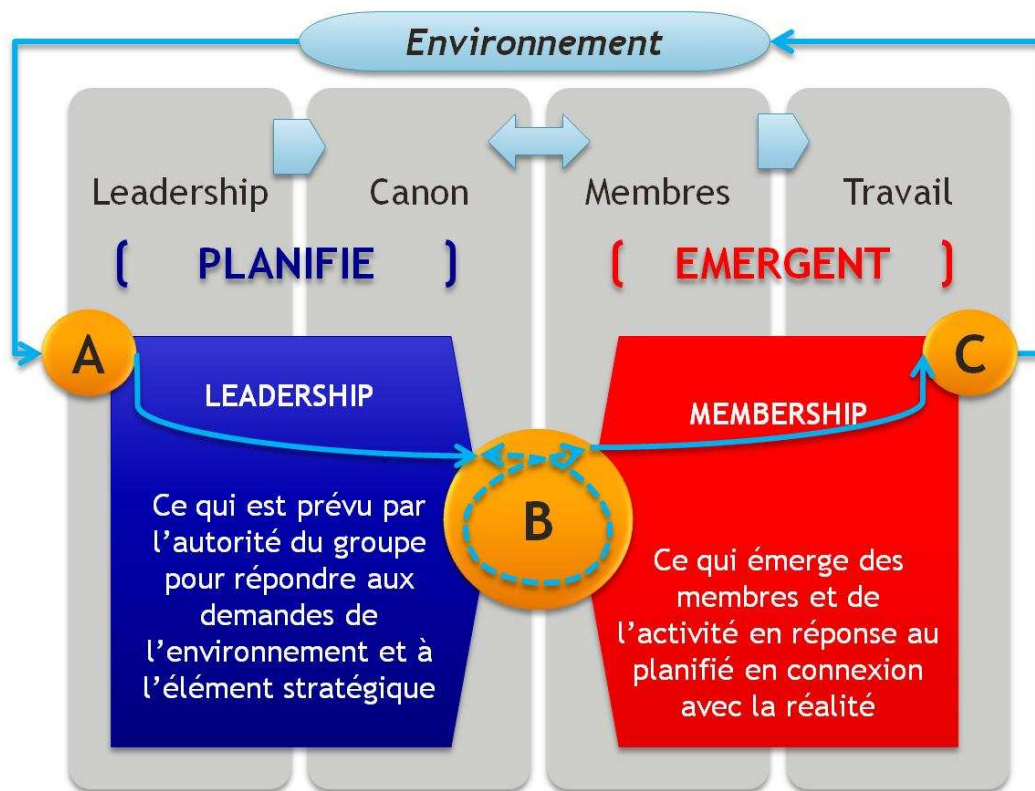 Environnement
Leadership
Canon
Membres
Travail
[ PLANIFIE ]
[ EMERGENT ]
A
C
LEADERSHIP
MEMBERSHIP
B
Ce qui est prévu par
l’autorité du groupe
pour répondre aux
demandes de
l’environnement et à
l’élément stratégique
Ce qui émerge des
membres et de
l’activité en réponse au
planifié en connexion
avec la réalité